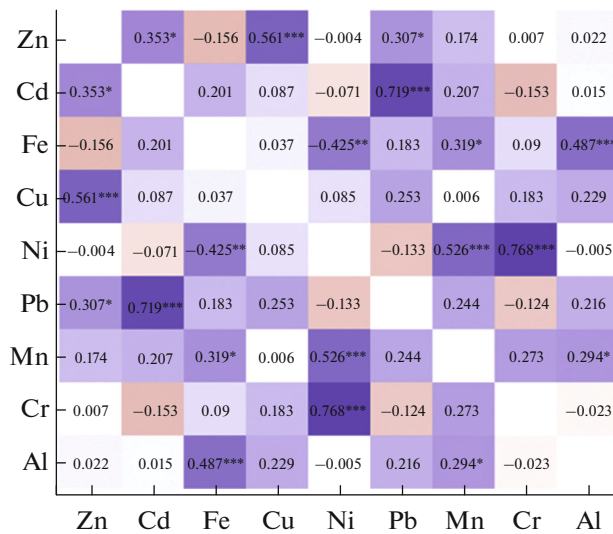 Zn 0.353* −0.156 0.561*** −0.004 0.307* 0.174 0.007 0.022
Cd 0.353* 0.201 0.087 −0.071 0.719*** 0.207 −0.153 0.015
Fe −0.156 0.201 0.037 −0.425** 0.183 0.319* 0.09 0.487***
Cu 0.561*** 0.087 0.037 0.085 0.253 0.006 0.183 0.229
Ni −0.004 −0.071 −0.425** 0.085 −0.133 0.526*** 0.768*** −0.005
Pb 0.307* 0.719*** 0.183 0.253 −0.133 0.244 −0.124 0.216
Mn 0.174 0.207 0.319* 0.006 0.526*** 0.244 0.273 0.294*
Cr 0.007 −0.153 0.09 0.183 0.768*** −0.124 0.273 −0.023
Al 0.022 0.015 0.487*** 0.229 −0.005 0.216 0.294* −0.023
Zn Cd Fe Cu Ni Pb Mn Cr Al